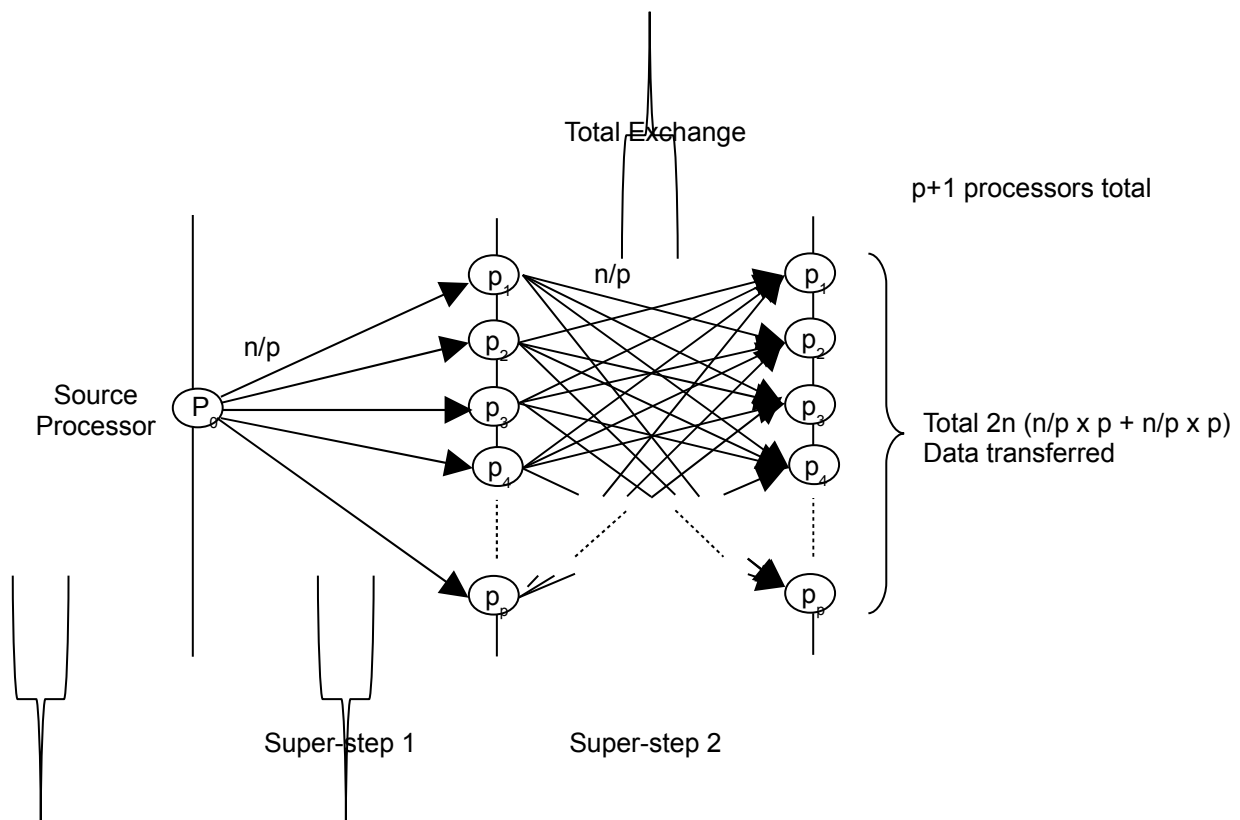 Total Exchange
p+1 processors total
n/p
n/p
Source
Processor
P₀
p₁
p₂
p₃
p₄
pₚ
p₁
p₂
p₃
p₄
pₚ
Total 2n (n/p x p + n/p x p)
Data transferred
Super-step 1
Super-step 2